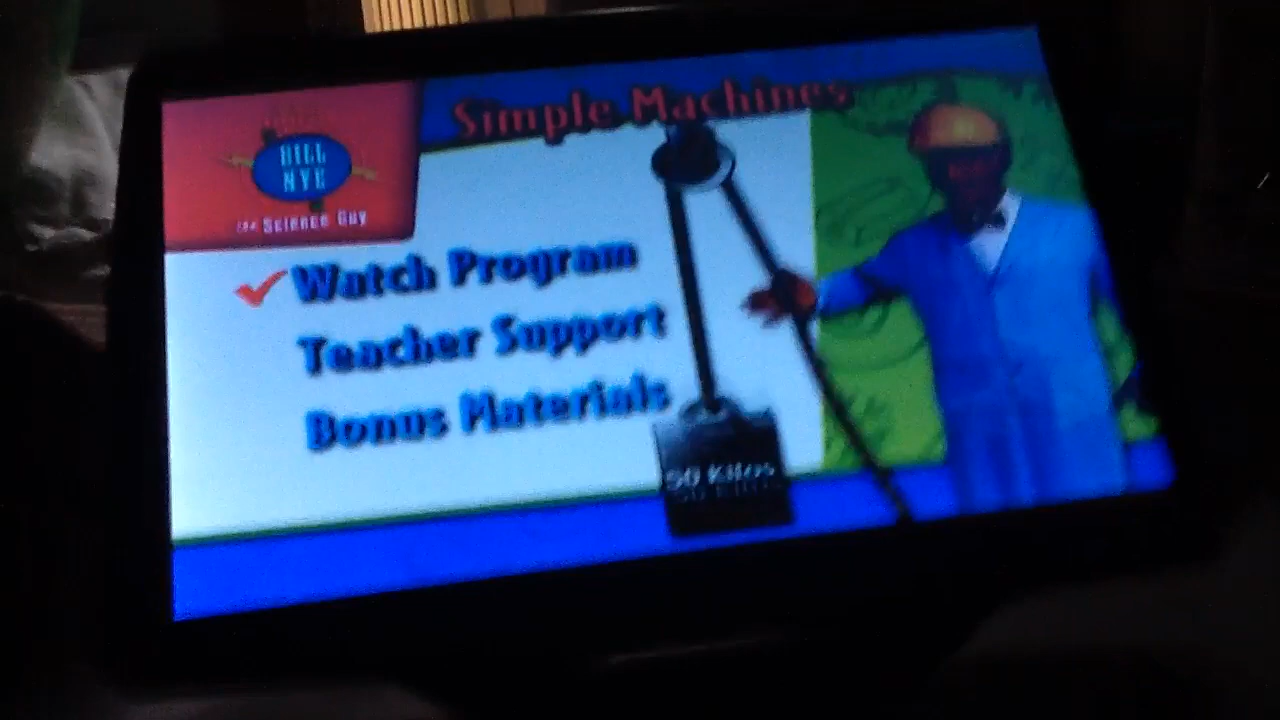 Simple Machines
BILL
NYE
the Science Guy
Watch Program
Teacher Support
Bonus Materials
50 Kilos